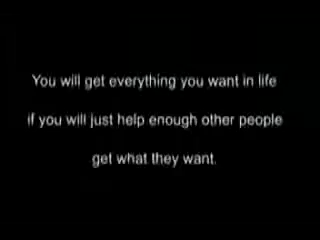 You will get everything you want in life
if you will just help enough other people
get what they want.